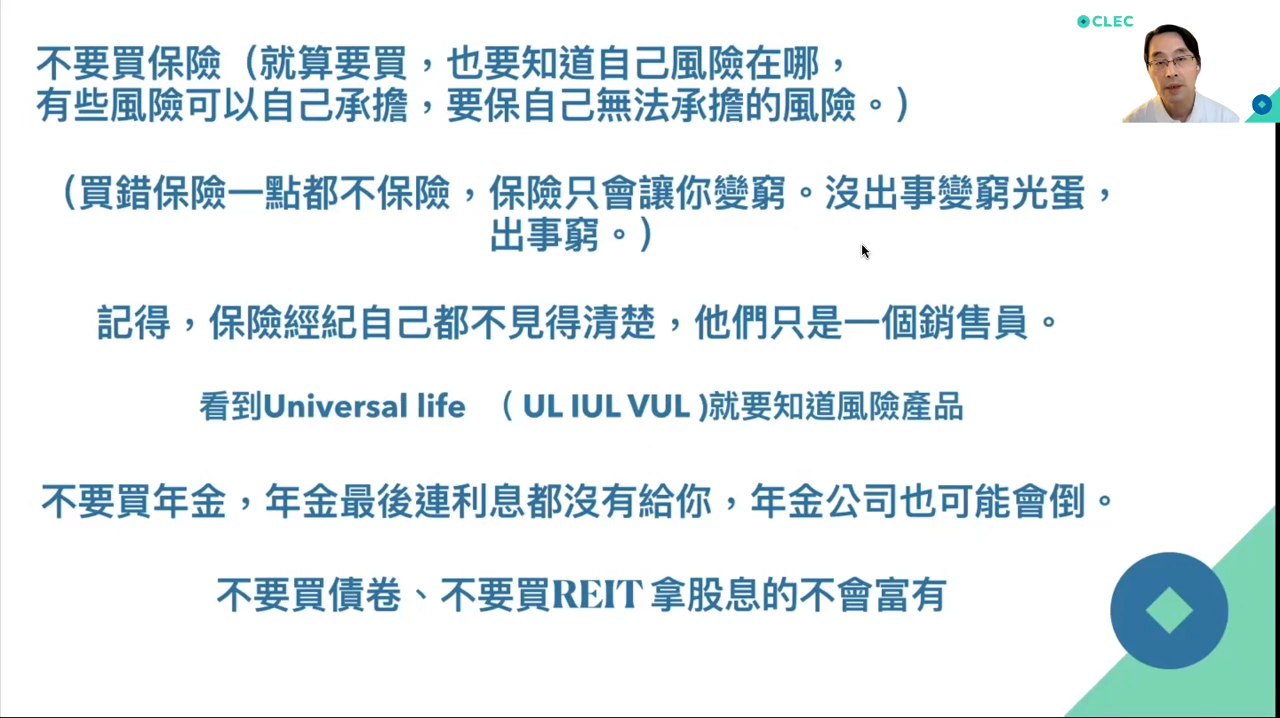 CLEC
不要買保險（就算要買，也要知道自己風險在哪，
有些風險可以自己承擔，要保自己無法承擔的風險。）
（買錯保險一點都不保險，保險只會讓你變窮。沒出事變窮光蛋，
出事窮。）
記得，保險經紀自己都不見得清楚，他們只是一個銷售員。
看到Universal life （ UL IUL VUL )就要知道風險產品
不要買年金，年金最後連利息都沒有給你，年金公司也可能會倒。
不要買債卷、不要買REIT 拿股息的不會富有